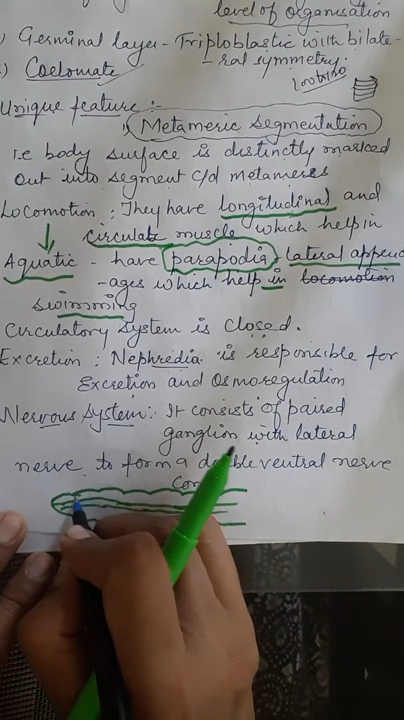 level of Organisation
) Germinal layer - Triploblastic with bilate-
-ral symmetry.
) Coelomate
Unique feature :-
Metameric Segmentation
i.e body surface is distinctly marked
out into segment c/d metameres
Locomotion : They have longitudinal and
circular muscle which help in
Aquatic - have parapodia, lateral append
-ages which help in locomotion
swimming
Circulatory System is closed.
Excretion : Nephredia is responsible for
Excretion and Osmoregulation
Nervous System :- It consists of paired
ganglion with lateral
nerve to form a double ventral nerve